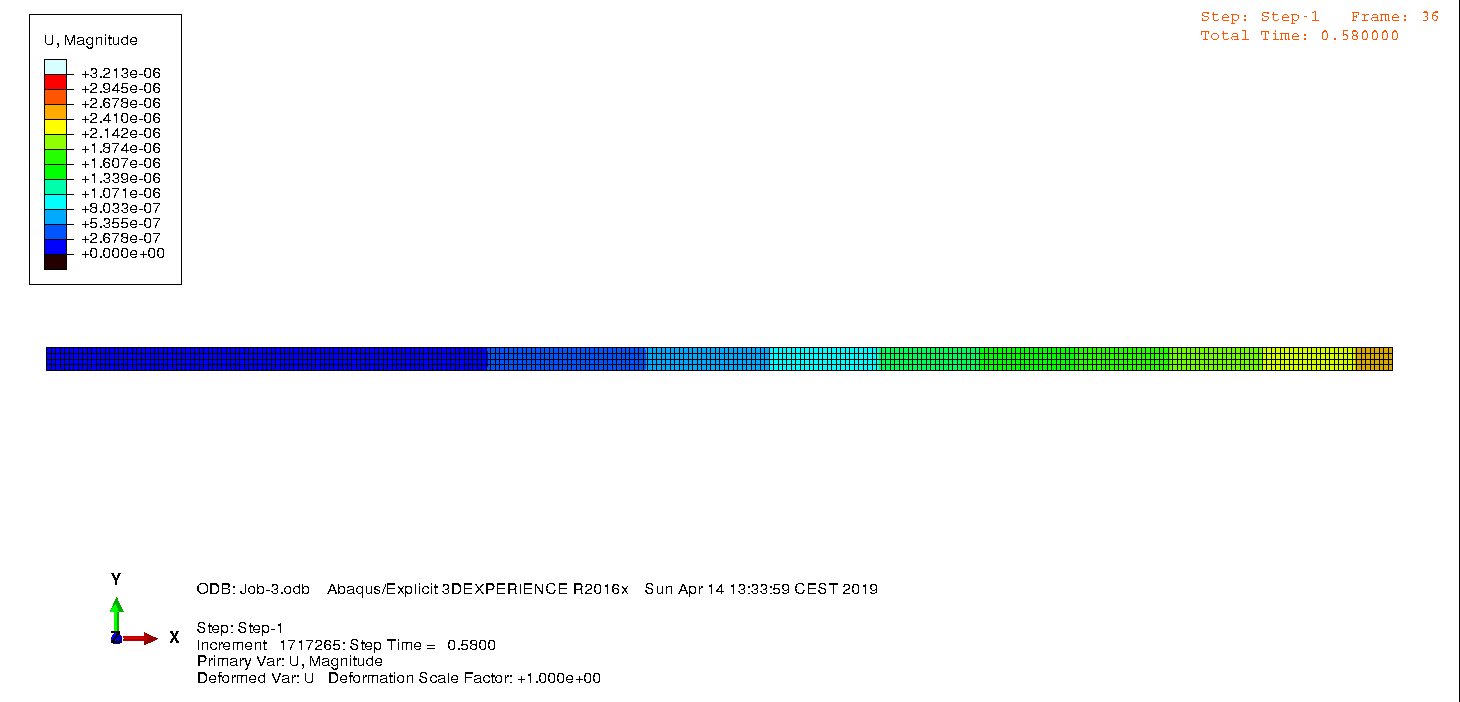 Step: Step-1 Frame: 36
Total Time: 0.580000
U, Magnitude
+3.213e-06
+2.945e-06
+2.678e-06
+2.410e-06
+2.142e-06
+1.874e-06
+1.607e-06
+1.339e-06
+1.071e-06
+8.033e-07
+5.355e-07
+2.678e-07
+0.000e+00
Y
X
ODB: Job-3.odb Abaqus/Explicit 3DEXPERIENCE R2016x Sun Apr 14 13:33:59 CEST 2019
Step: Step-1
Increment 1717265: Step Time = 0.5800
Primary Var: U, Magnitude
Deformed Var: U Deformation Scale Factor: +1.000e+00